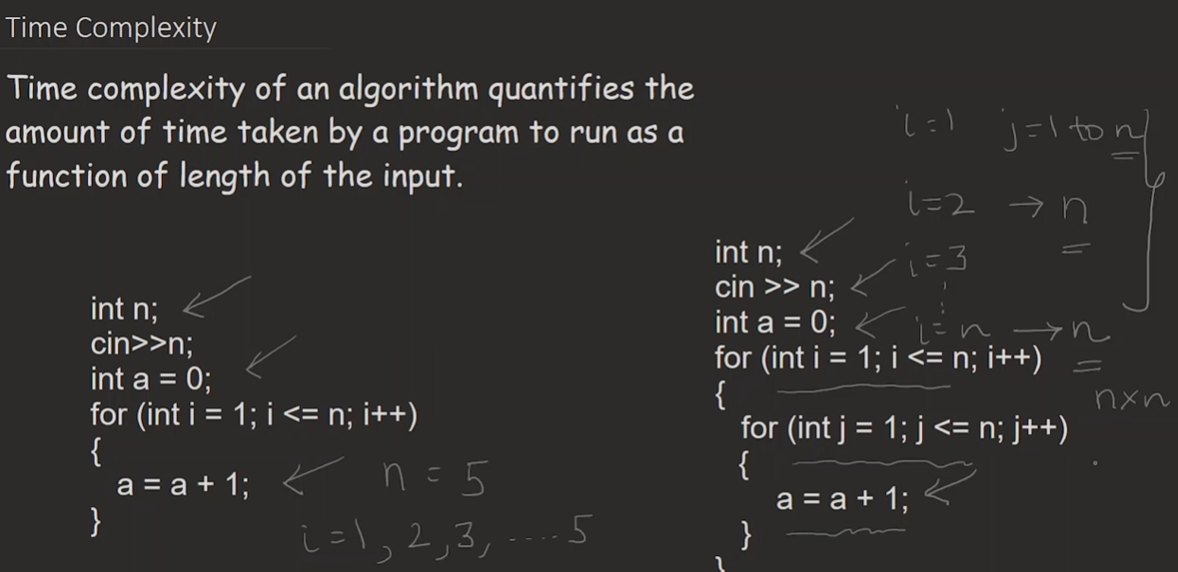 Time Complexity
Time complexity of an algorithm quantifies the
amount of time taken by a program to run as a
function of length of the input.
int n;
cin>>n;
int a = 0;
for (int i = 1; i <= n; i++)
{
a = a + 1;
}
n = 5
i=1, 2, 3, ..... 5
i=1 j=1 to n
i=2 → n
i=3
i=n → n
n×n
int n;
cin >> n;
int a = 0;
for (int i = 1; i <= n; i++)
{
for (int j = 1; j <= n; j++)
{
a = a + 1;
}
}